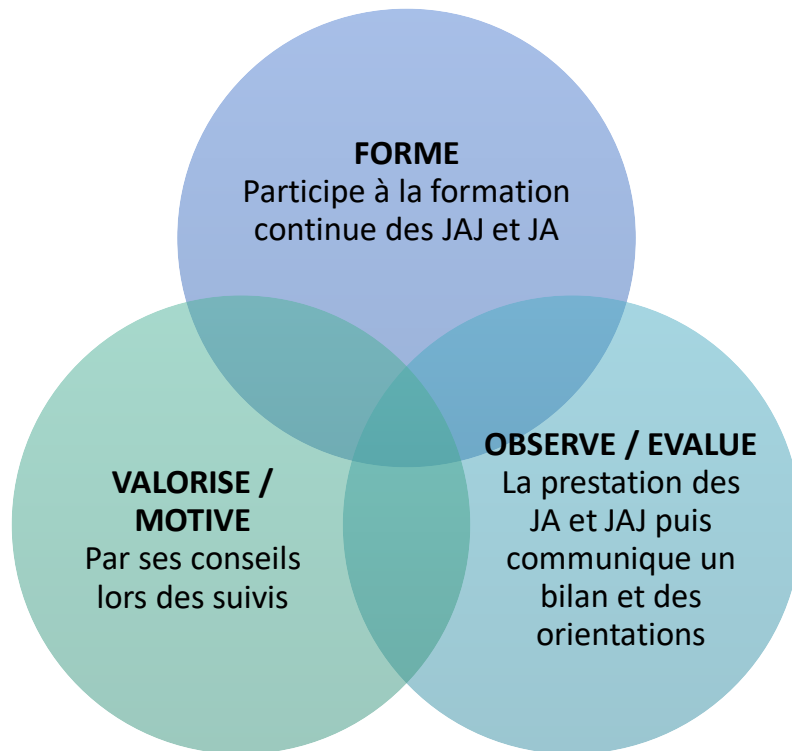 FORME
Participe à la formation
continue des JAJ et JA
VALORISE /
MOTIVE
Par ses conseils
lors des suivis
OBSERVE / EVALUE
La prestation des
JA et JAJ puis
communique un
bilan et des
orientations